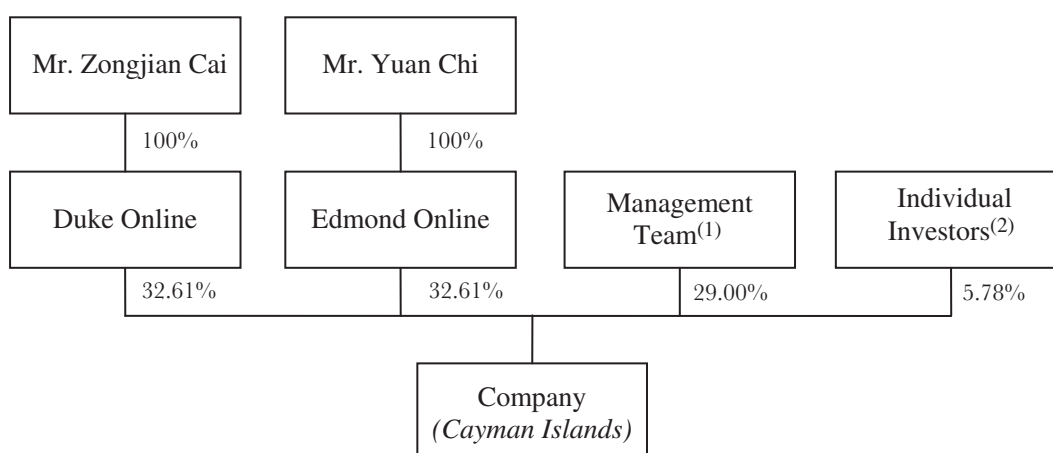 Mr. Zongjian Cai
Mr. Yuan Chi
100%
100%
Duke Online
Edmond Online
Management
Team(1)
Individual
Investors(2)
32.61%
32.61%
29.00%
5.78%
Company
(Cayman Islands)